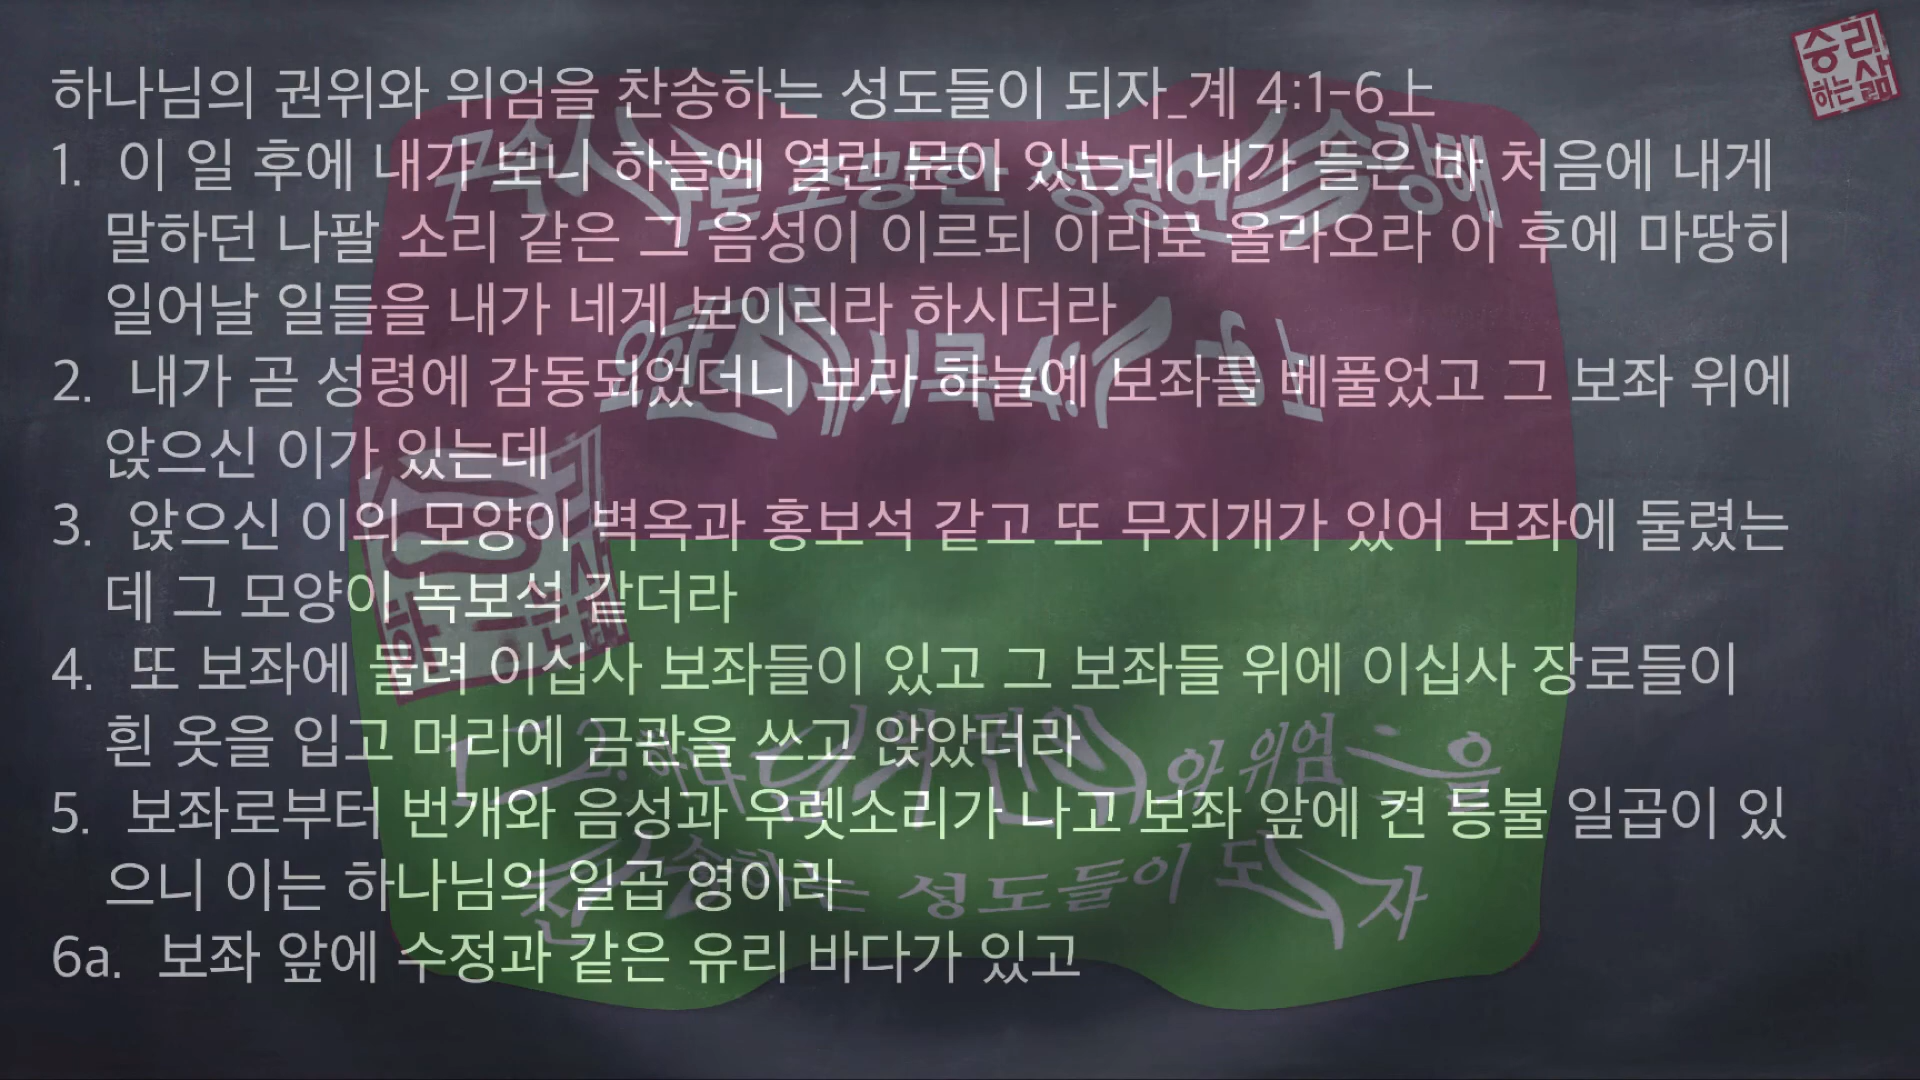 승리
하는 삶
하나님의 권위와 위엄을 찬송하는 성도들이 되자_계 4:1-6上
1. 이 일 후에 내가 보니 하늘에 열린 문이 있는데 내가 들은 바 처음에 내게
말하던 나팔 소리 같은 그 음성이 이르되 이리로 올라오라 이 후에 마땅히
일어날 일들을 내가 네게 보이리라 하시더라
2. 내가 곧 성령에 감동되었더니 보라 하늘에 보좌를 베풀었고 그 보좌 위에
앉으신 이가 있는데
3. 앉으신 이의 모양이 벽옥과 홍보석 같고 또 무지개가 있어 보좌에 둘렸는
데 그 모양이 녹보석 같더라
4. 또 보좌에 둘려 이십사 보좌들이 있고 그 보좌들 위에 이십사 장로들이
흰 옷을 입고 머리에 금관을 쓰고 앉았더라
5. 보좌로부터 번개와 음성과 우렛소리가 나고 보좌 앞에 켠 등불 일곱이 있
으니 이는 하나님의 일곱 영이라
6a. 보좌 앞에 수정과 같은 유리 바다가 있고
와 위엄을
성도들이 되자